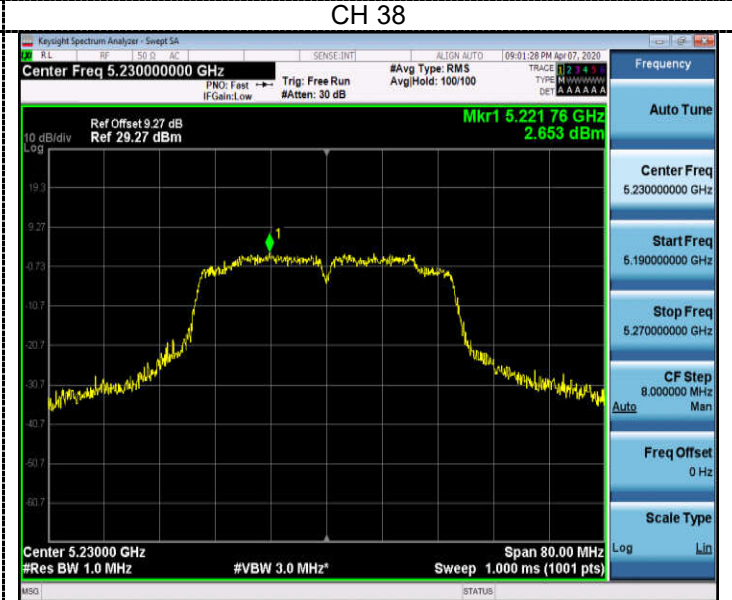 CH 38
Keysight Spectrum Analyzer - Swept SA
RL RF 50 Ω AC SENSE:INT ALIGN AUTO 09:01:28 PM Apr 07, 2020
Center Freq 5.230000000 GHz
PNO: Fast
IFGain:Low
Trig: Free Run
#Atten: 30 dB
#Avg Type: RMS
Avg|Hold: 100/100
TRACE 1 2 3 4 5 6
TYPE M W W W W W
DET A A A A A A
Frequency
Mkr1 5.221 76 GHz
2.653 dBm
Ref Offset 9.27 dB
Ref 29.27 dBm
10 dB/div
Log
19.3
9.27
-0.73
-10.7
-20.7
-30.7
-40.7
-50.7
-60.7
1
Auto Tune
Center Freq
5.230000000 GHz
Start Freq
5.190000000 GHz
Stop Freq
5.270000000 GHz
CF Step
8.000000 MHz
Auto Man
Freq Offset
0 Hz
Scale Type
Log Lin
Center 5.23000 GHz
Span 80.00 MHz
#Res BW 1.0 MHz
#VBW 3.0 MHz*
Sweep 1.000 ms (1001 pts)
MSG
STATUS